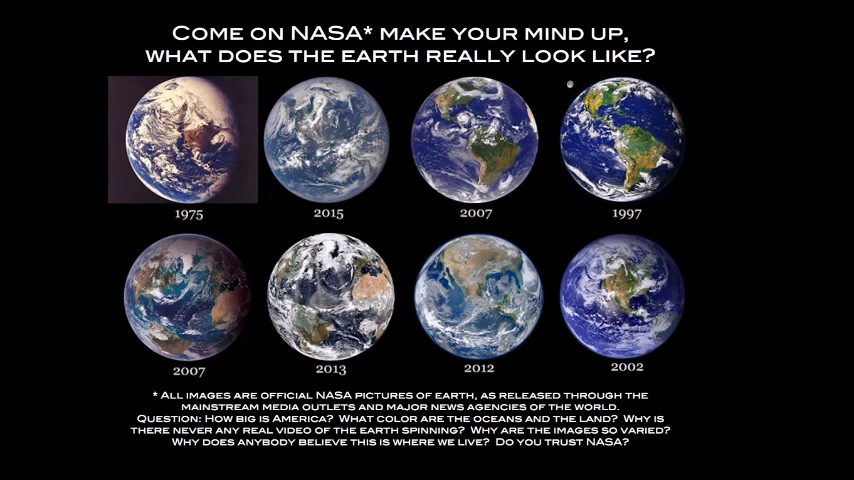 Come on NASA* make your mind up,
what does the earth really look like?
1975
2015
2007
1997
2007
2013
2012
2002
* All images are official NASA pictures of earth, as released through the
mainstream media outlets and major news agencies of the world.
Question: How big is America? What color are the oceans and the land? Why is
there never any real video of the earth spinning? Why are the images so varied?
Why does anybody believe this is where we live? Do you trust NASA?